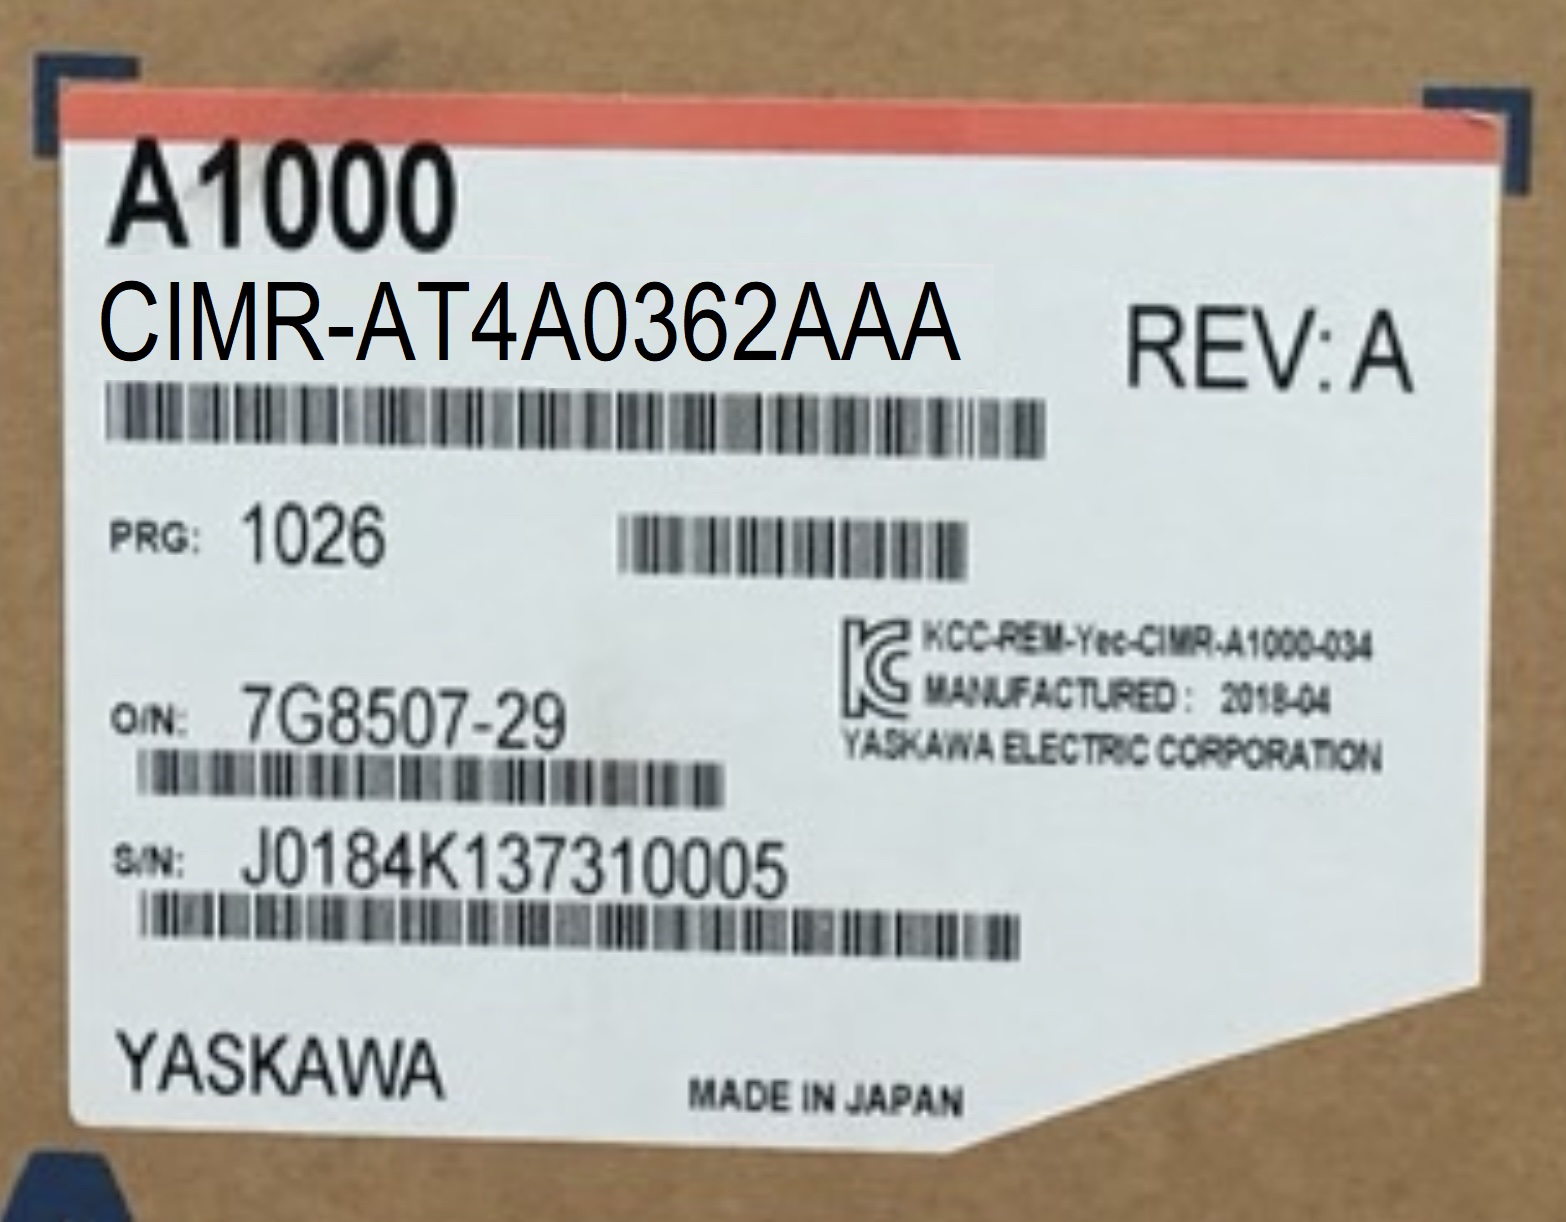 A1000
CIMR-AT4A0362AAA
REV: A
PRG: 1026
KCC-REM-Yec-CIMR-A1000-034
MANUFACTURED : 2018-04
YASKAWA ELECTRIC CORPORATION
O/N: 7G8507-29
S/N: J0184K137310005
YASKAWA
MADE IN JAPAN